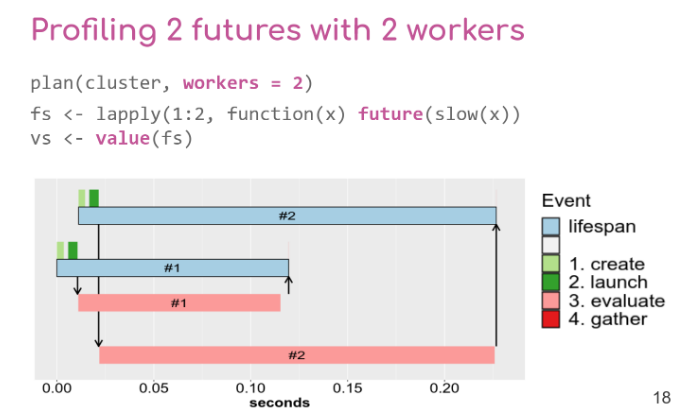 Profiling 2 futures with 2 workers
plan(cluster, workers = 2)
fs <- lapply(1:2, function(x) future(slow(x))
vs <- value(fs)
#2
#1
#1
#2
0.00 0.05 0.10 0.15 0.20
seconds
Event
lifespan
1. create
2. launch
3. evaluate
4. gather
18